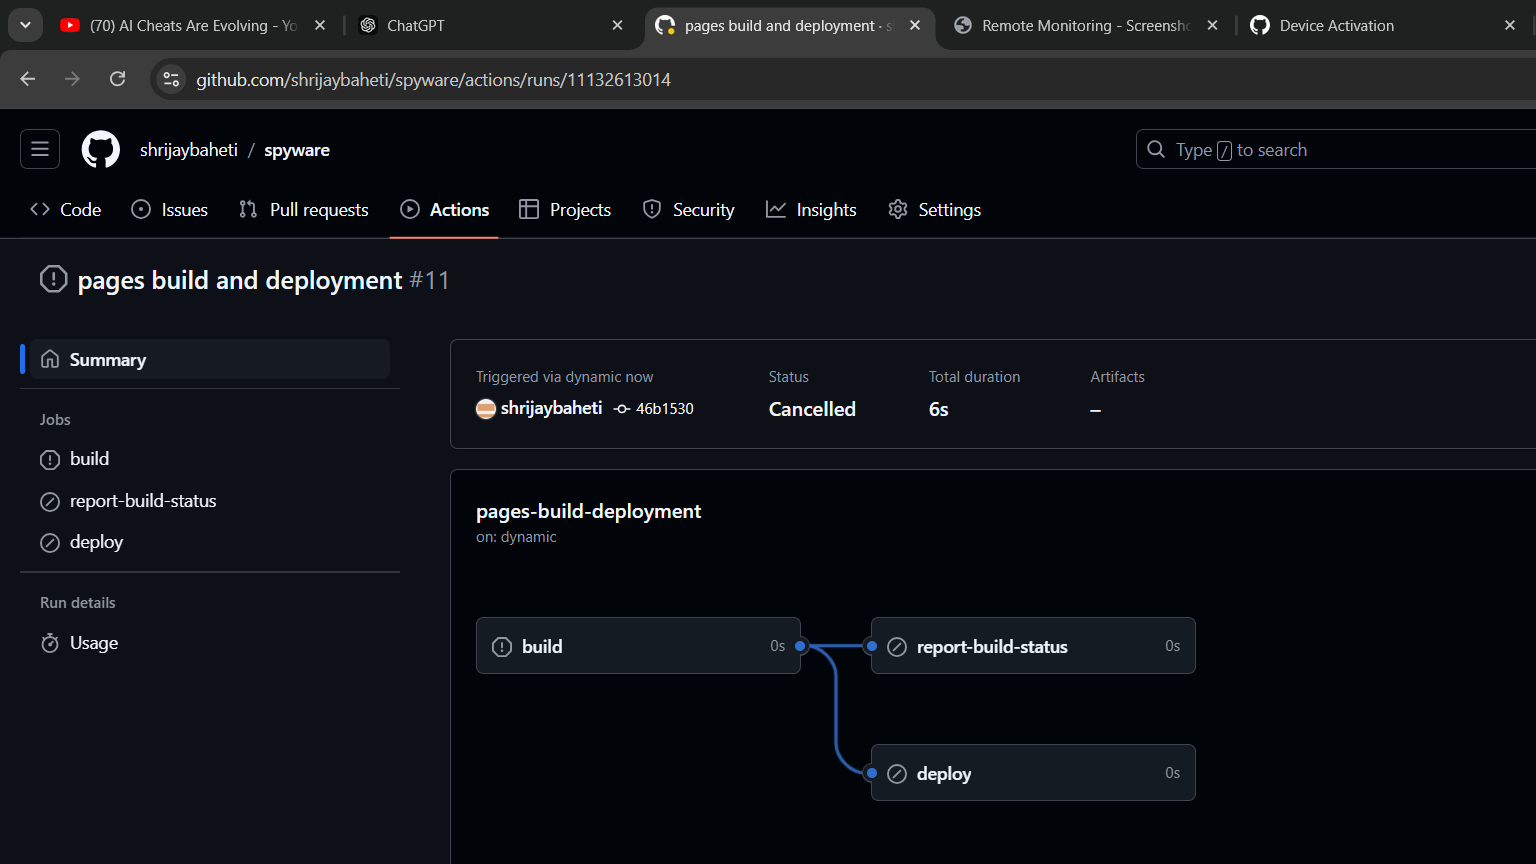 (70) AI Cheats Are Evolving - Yo
ChatGPT
pages build and deployment · s
Remote Monitoring - Screensho
Device Activation
github.com/shrijaybaheti/spyware/actions/runs/11132613014
shrijaybaheti / spyware
Type / to search
Code
Issues
Pull requests
Actions
Projects
Security
Insights
Settings
pages build and deployment #11
Summary
Jobs
build
report-build-status
deploy
Run details
Usage
Triggered via dynamic now
shrijaybaheti 46b1530
Status
Cancelled
Total duration
6s
Artifacts
–
pages-build-deployment
on: dynamic
build 0s
report-build-status 0s
deploy 0s